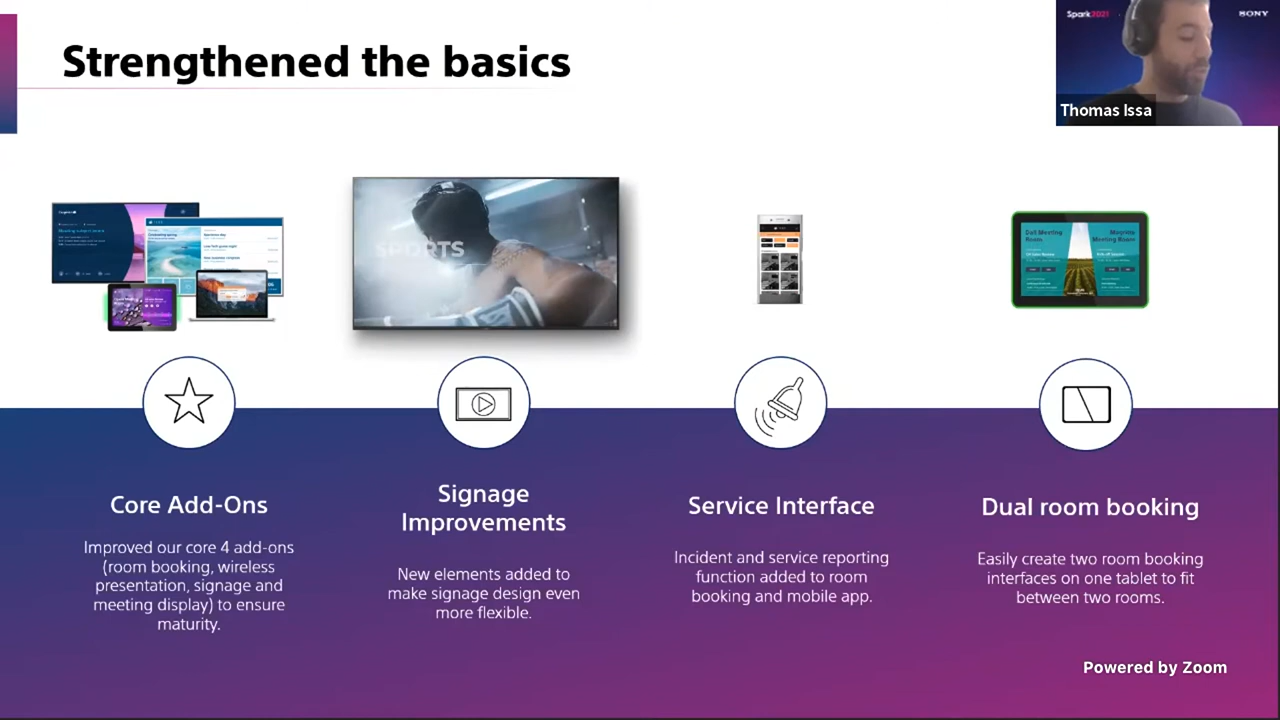 Strengthened the basics
Spark2021
SONY
Thomas Issa
SPORTS
Core Add-Ons
Improved our core 4 add-ons
(room booking, wireless
presentation, signage and
meeting display) to ensure
maturity.
Signage
Improvements
New elements added to
make signage design even
more flexible.
Service Interface
Incident and service reporting
function added to room
booking and mobile app.
Dual room booking
Easily create two room booking
interfaces on one tablet to fit
between two rooms.
Powered by Zoom